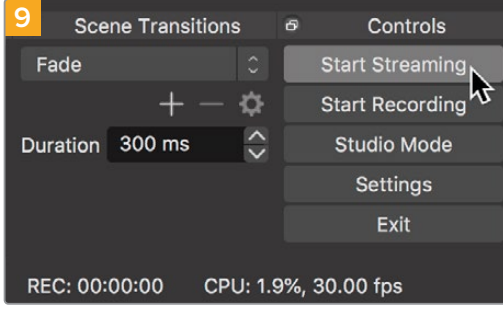 9
Scene Transitions
Controls
Fade
Start Streaming
Start Recording
Duration 300 ms
Studio Mode
Settings
Exit
REC: 00:00:00 CPU: 1.9%, 30.00 fps